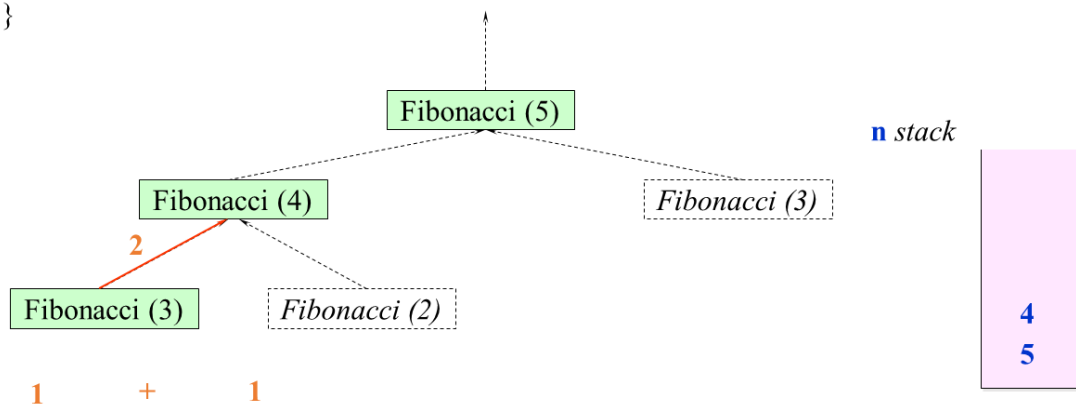 }
Fibonacci (5)
n stack
Fibonacci (4)
Fibonacci (3)
2
Fibonacci (3)
Fibonacci (2)
4
5
1 + 1